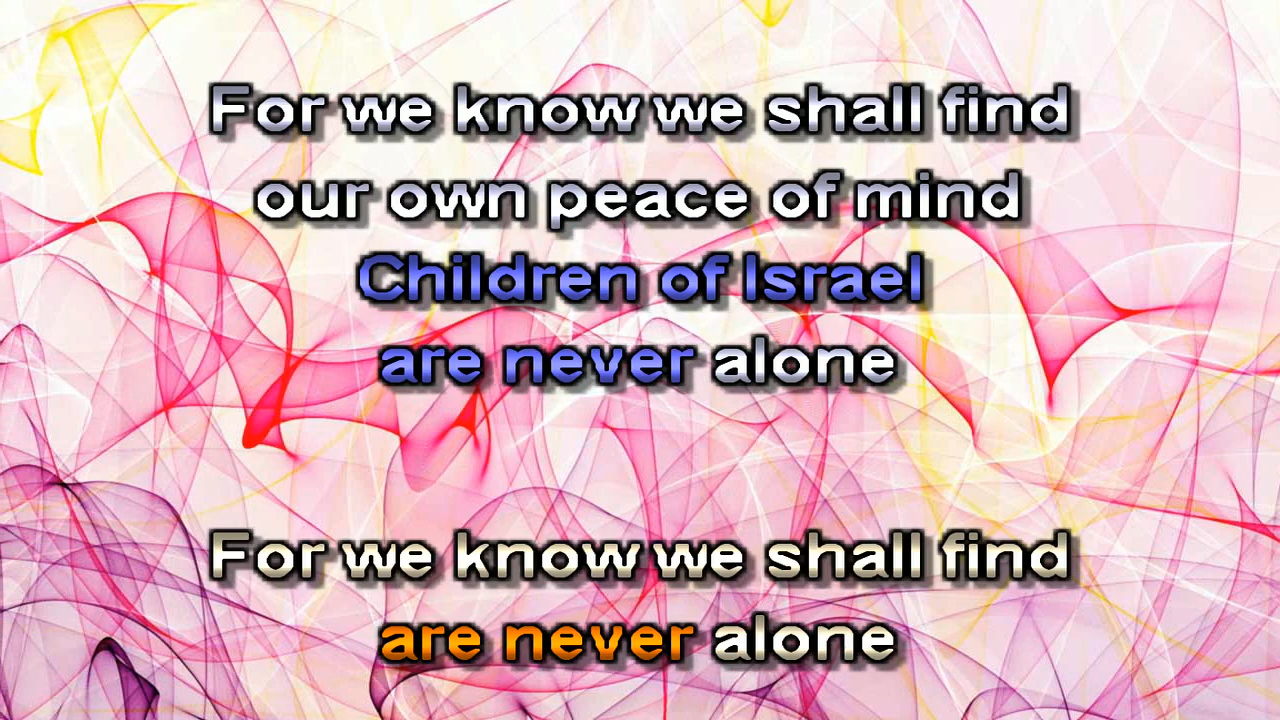 For we know we shall find
our own peace of mind
Children of Israel
are never alone
For we know we shall find
are never alone